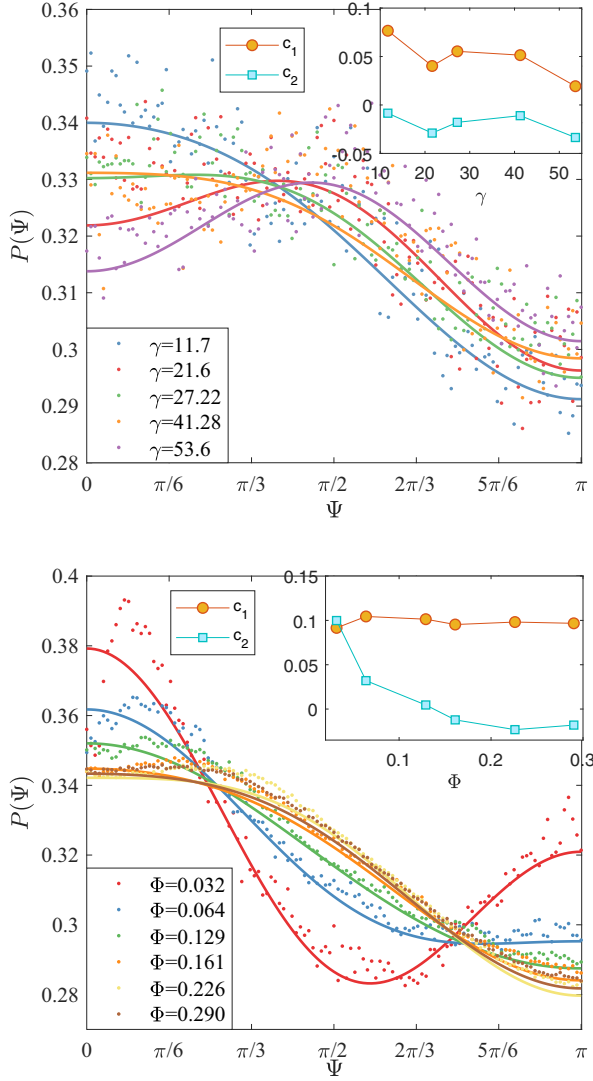 0.36
0.35
0.34
0.33
0.32
0.31
0.3
0.29
0.28
P(Ψ)
c1
c2
0.1
0.05
0
-0.05
10 20 30 40 50
γ
γ=11.7
γ=21.6
γ=27.22
γ=41.28
γ=53.6
0 π/6 π/3 π/2 2π/3 5π/6 π
Ψ
0.4
0.38
0.36
0.34
0.32
0.3
0.28
P(Ψ)
c1
c2
0.15
0.1
0.05
0
0.1 0.2 0.3
Φ
Φ=0.032
Φ=0.064
Φ=0.129
Φ=0.161
Φ=0.226
Φ=0.290
0 π/6 π/3 π/2 2π/3 5π/6 π
Ψ